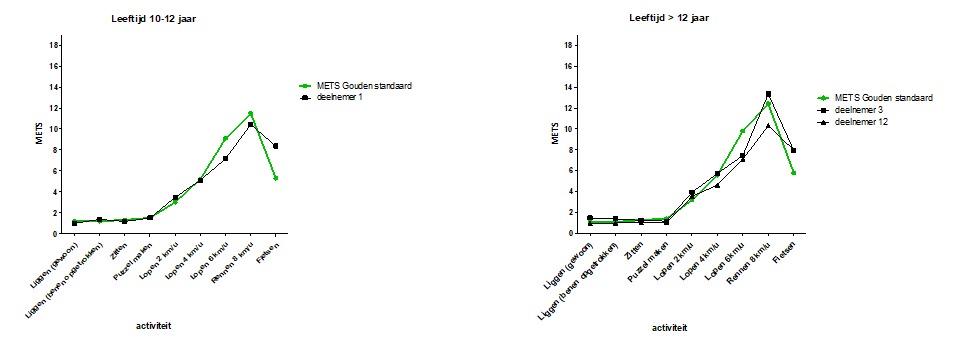 Leeftijd 10-12 jaar
METS
18
16
14
12
10
8
6
4
2
0
METS Gouden standaard
deelnemer 1
Liggen (gewoon)
Liggen (benen opgetrokken)
Zitten
Puzzel maken
Lopen 2 km/u
Lopen 4 km/u
Lopen 6 km/u
Rennen 8 km/u
Fietsen
activiteit
Leeftijd > 12 jaar
METS
18
16
14
12
10
8
6
4
2
0
METS Gouden standaard
deelnemer 3
deelnemer 12
Liggen (gewoon)
Liggen (benen opgetrokken)
Zitten
Puzzel maken
Lopen 2 km/u
Lopen 4 km/u
Lopen 6 km/u
Rennen 8 km/u
Fietsen
activiteit